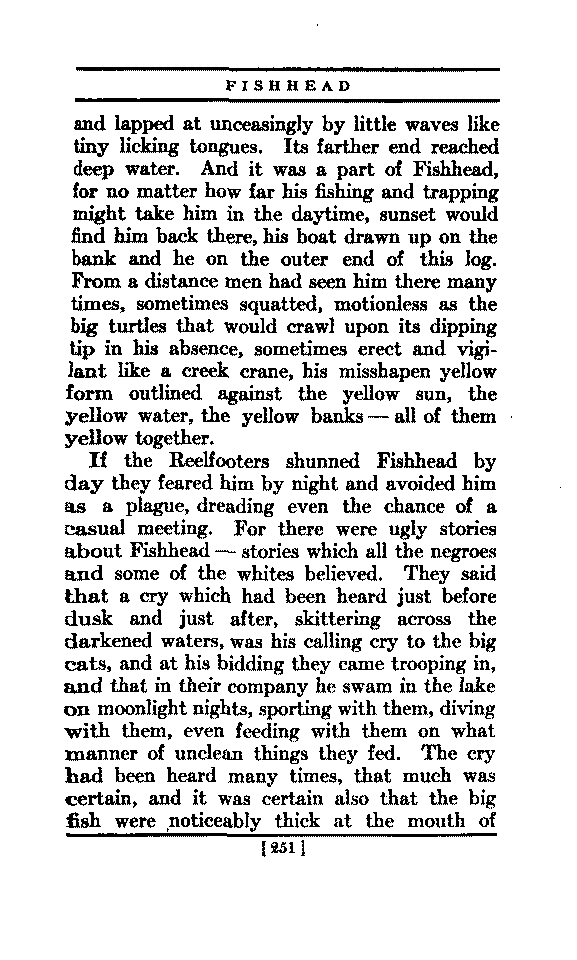 FISHHEAD
and lapped at unceasingly by little waves like
tiny licking tongues. Its farther end reached
deep water. And it was a part of Fishhead,
for no matter how far his fishing and trapping
might take him in the daytime, sunset would
find him back there, his boat drawn up on the
bank and he on the outer end of this log.
From a distance men had seen him there many
times, sometimes squatted, motionless as the
big turtles that would crawl upon its dipping
tip in his absence, sometimes erect and vigi-
lant like a creek crane, his misshapen yellow
form outlined against the yellow sun, the
yellow water, the yellow banks — all of them
yellow together.
If the Reelfooters shunned Fishhead by
day they feared him by night and avoided him
as a plague, dreading even the chance of a
casual meeting. For there were ugly stories
about Fishhead — stories which all the negroes
and some of the whites believed. They said
that a cry which had been heard just before
dusk and just after, skittering across the
darkened waters, was his calling cry to the big
cats, and at his bidding they came trooping in,
and that in their company he swam in the lake
on moonlight nights, sporting with them, diving
with them, even feeding with them on what
manner of unclean things they fed. The cry
had been heard many times, that much was
certain, and it was certain also that the big
fish were noticeably thick at the mouth of
[ 251 ]